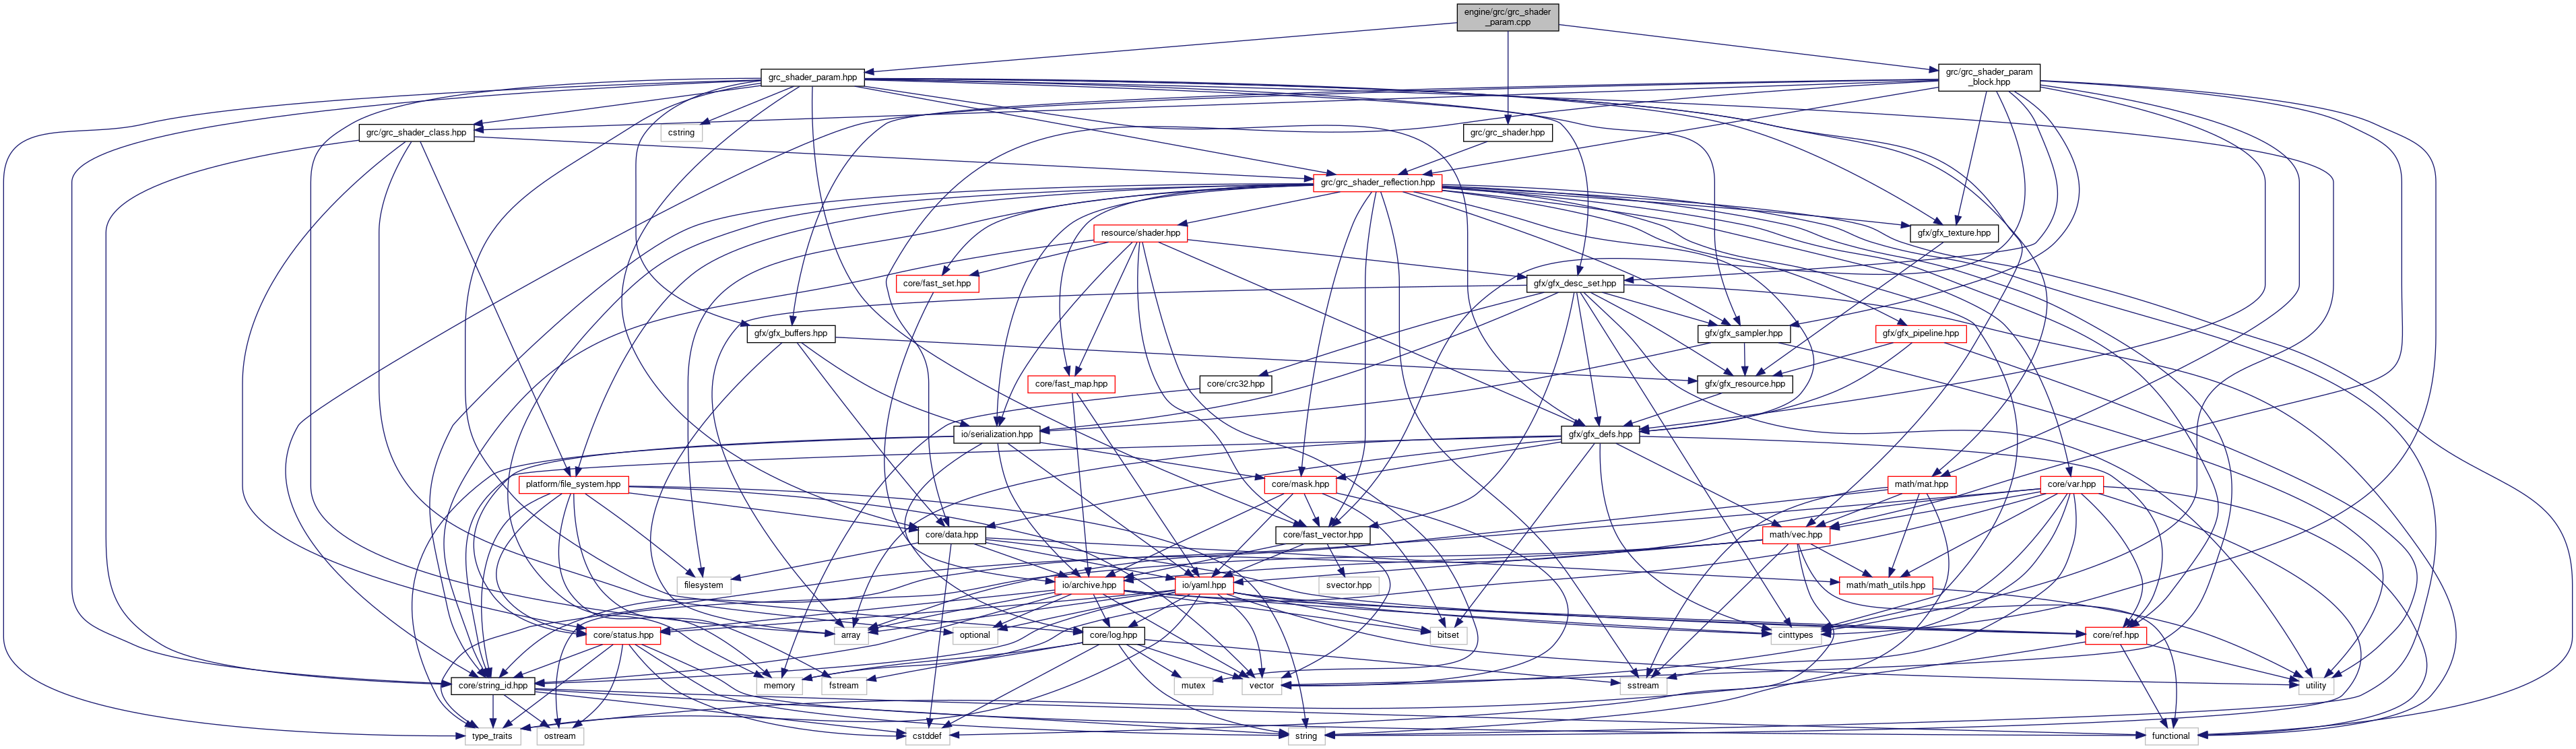 engine/grc/grc_shader
_param.cpp
grc_shader_param.hpp
grc/grc_shader_param
_block.hpp
grc/grc_shader_class.hpp
cstring
grc/grc_shader.hpp
grc/grc_shader_reflection.hpp
resource/shader.hpp
gfx/gfx_texture.hpp
core/fast_set.hpp
gfx/gfx_desc_set.hpp
gfx/gfx_buffers.hpp
gfx/gfx_sampler.hpp
gfx/gfx_pipeline.hpp
core/fast_map.hpp
core/crc32.hpp
gfx/gfx_resource.hpp
io/serialization.hpp
gfx/gfx_defs.hpp
platform/file_system.hpp
core/mask.hpp
math/mat.hpp
core/var.hpp
core/data.hpp
core/fast_vector.hpp
math/vec.hpp
filesystem
io/archive.hpp
io/yaml.hpp
svector.hpp
math/math_utils.hpp
core/status.hpp
array
optional
core/log.hpp
bitset
cinttypes
core/ref.hpp
core/string_id.hpp
memory
fstream
mutex
vector
sstream
utility
type_traits
ostream
cstddef
string
functional